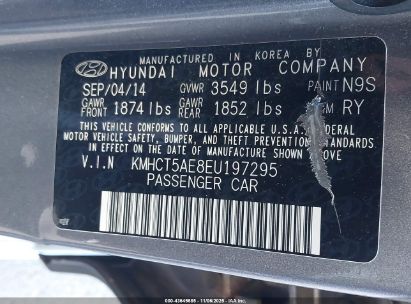 MANUFACTURED IN KOREA BY
HYUNDAI MOTOR COMPANY
SEP/04/14 GVWR 3549 lbs PAINT N9S
GAWR FRONT 1874 lbs GAWR REAR 1852 lbs TRIM RY
THIS VEHICLE CONFORMS TO ALL APPLICABLE U.S.A. FEDERAL
MOTOR VEHICLE SAFETY, BUMPER, AND THEFT PREVENTION STANDARDS
IN EFFECT ON THE DATE OF MANUFACTURE SHOWN ABOVE.
V.I.N KMHCT5AE8EU197295
PASSENGER CAR